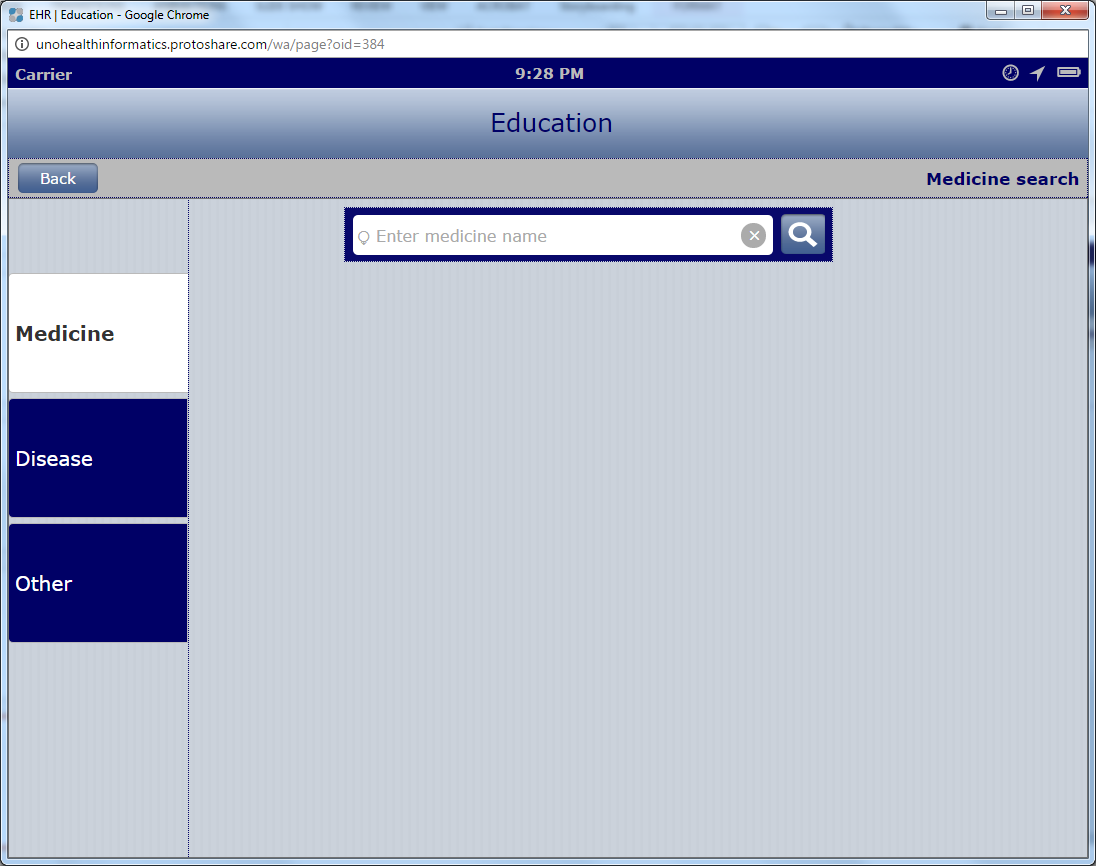 EHR | Education - Google Chrome
unohealthinformatics.protoshare.com/wa/page?oid=384
Carrier
9:28 PM
Education
Back
Medicine search
Enter medicine name
Medicine
Disease
Other